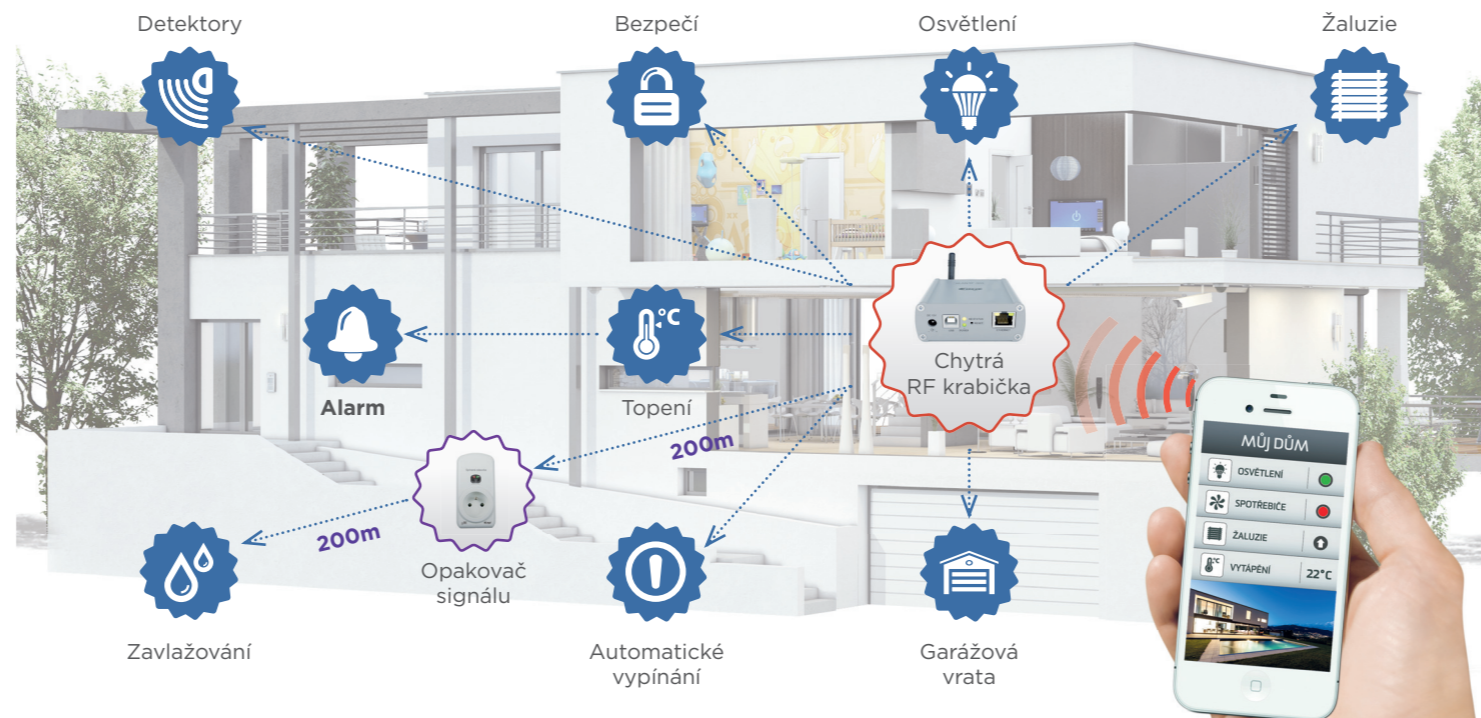 Detektory
Bezpečí
Osvětlení
Žaluzie
°C
Chytrá
RF krabička
Alarm
Topení
200m
200m
Opakovač
signálu
Zavlažování
Automatické
vypínání
Garážová
vrata
MŮJ DŮM
OSVĚTLENÍ
SPOTŘEBIČE
ŽALUZIE
°C
VYTÁPĚNÍ
22°C